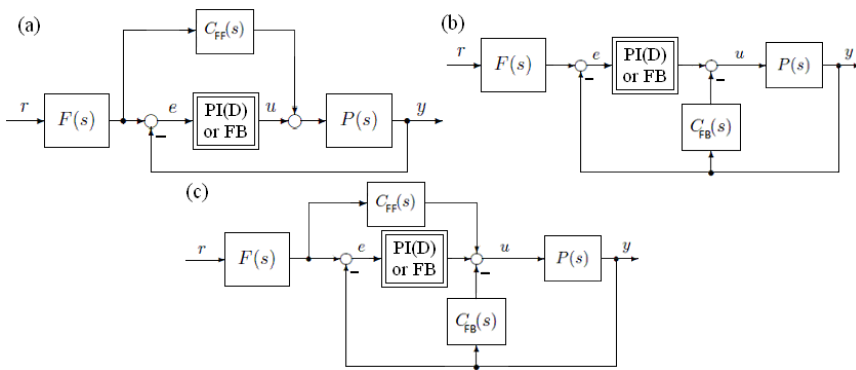 (a)
C_FF(s)
r
F(s)
e
PI(D)
or FB
u
P(s)
y
(b)
r
F(s)
e
PI(D)
or FB
u
P(s)
y
C_FB(s)
(c)
C_FF(s)
r
F(s)
e
PI(D)
or FB
u
P(s)
y
C_FB(s)